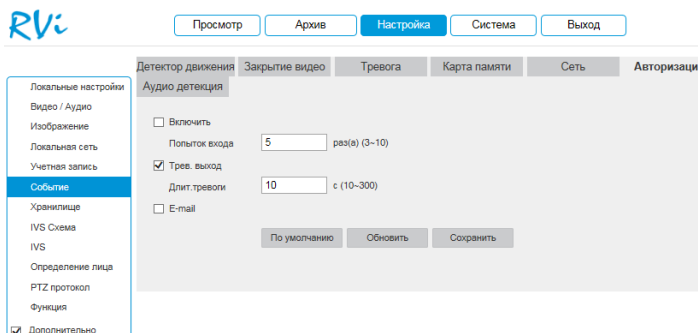 RVi
Просмотр Архив Настройка Система Выход
Детектор движения Закрытие видео Тревога Карта памяти Сеть Авторизаци
Аудио детекция
Локальные настройки
Видео / Аудио
Изображение
Локальная сеть
Учетная запись
Событие
Хранилище
IVS Схема
IVS
Определение лица
PTZ протокол
Функция
Дополнительно
Включить
Попыток входа 5 раз(а) (3~10)
Трев. выход
Длит.тревоги 10 с (10~300)
E-mail
По умолчанию Обновить Сохранить